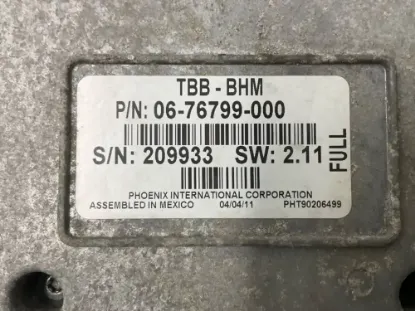 TBB - BHM
P/N: 06-76799-000
S/N: 209933 SW: 2.11
FULL
PHOENIX INTERNATIONAL CORPORATION
ASSEMBLED IN MEXICO 04/04/11 PHT90206499